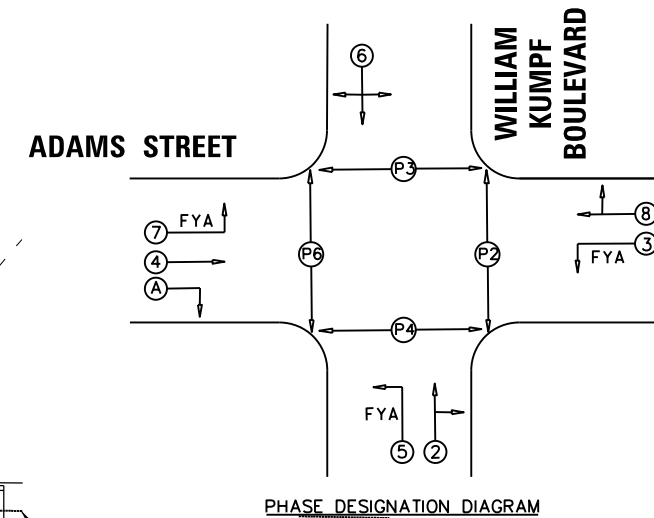 WILLIAM
KUMPF
BOULEVARD
6
ADAMS STREET
P3
7
FYA
8
4
3
FYA
A
P6
P2
P4
FYA
5
2
PHASE DESIGNATION DIAGRAM